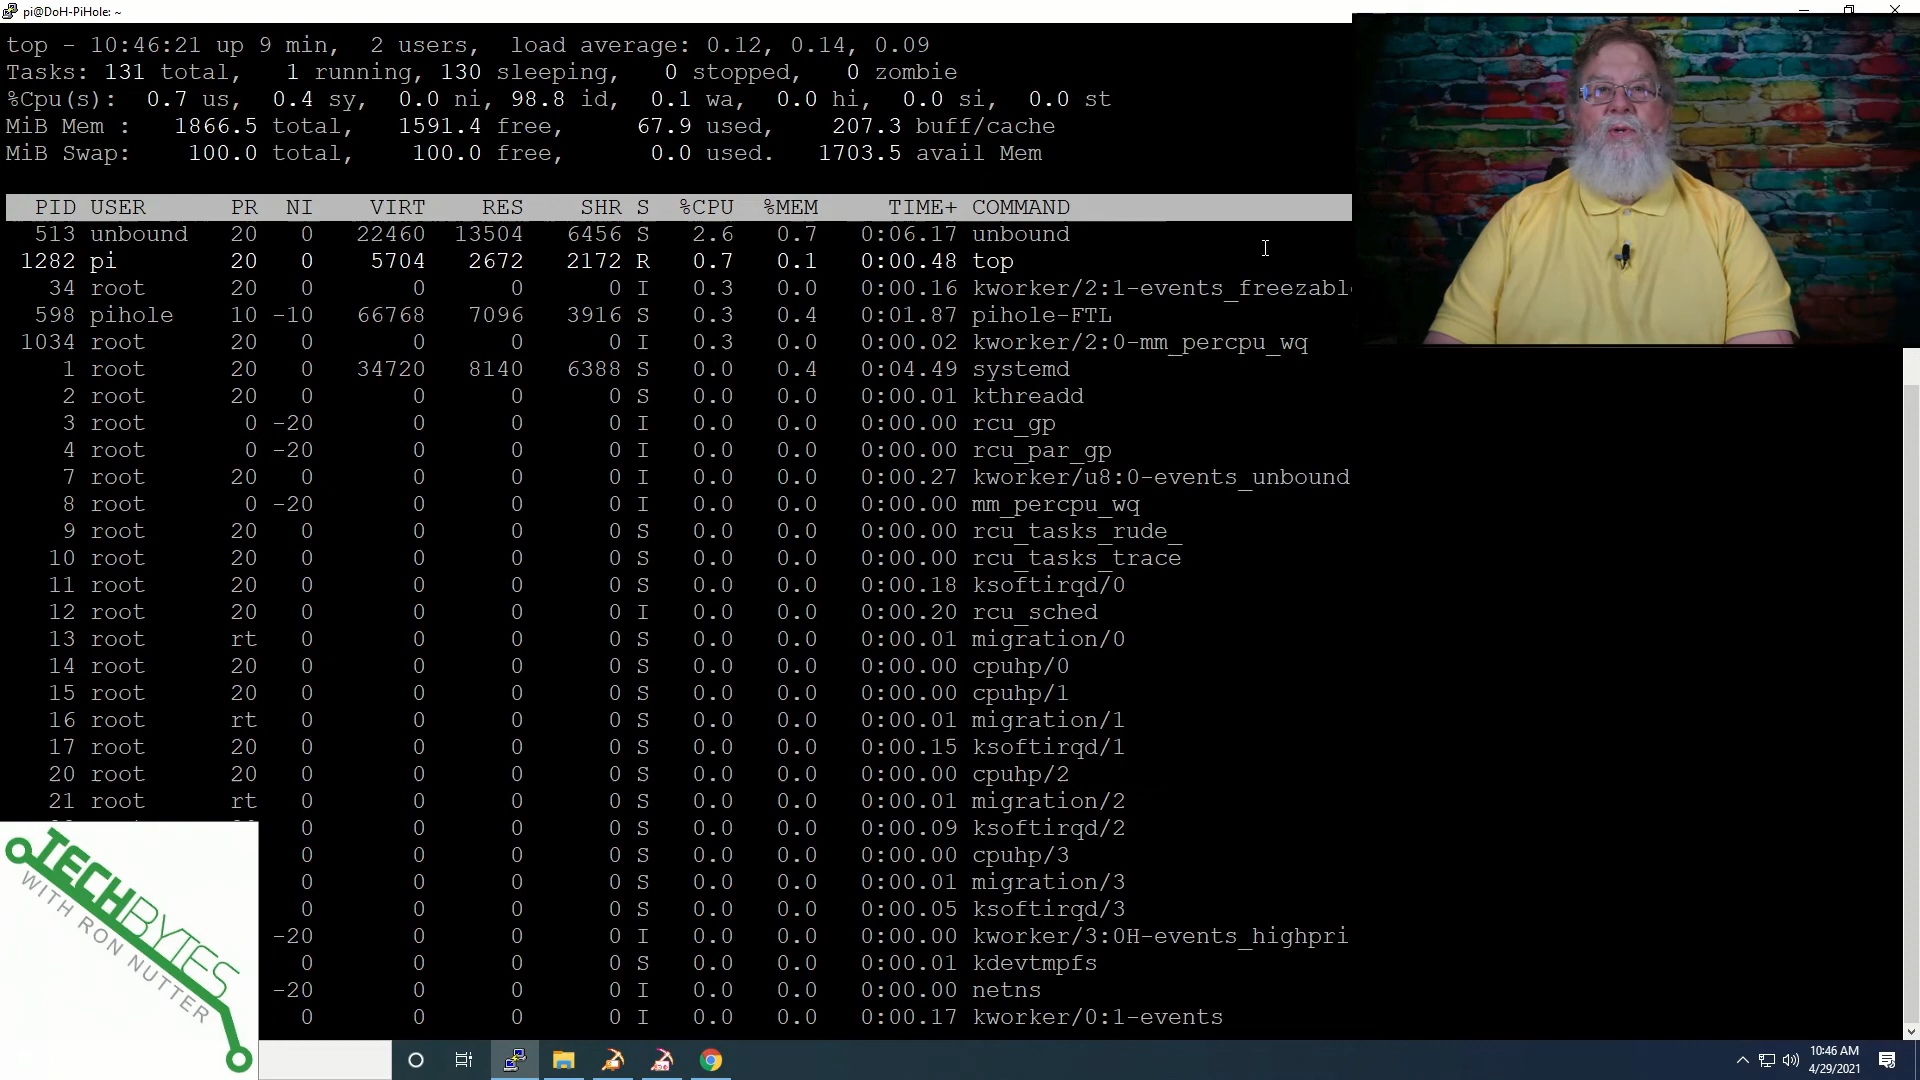 pi@DoH-PiHole: ~
top - 10:46:21 up 9 min,  2 users,  load average: 0.12, 0.14, 0.09
Tasks: 131 total,   1 running, 130 sleeping,   0 stopped,   0 zombie
%Cpu(s):  0.7 us,  0.4 sy,  0.0 ni, 98.8 id,  0.1 wa,  0.0 hi,  0.0 si,  0.0 st
MiB Mem :   1866.5 total,   1591.4 free,     67.9 used,    207.3 buff/cache
MiB Swap:    100.0 total,    100.0 free,      0.0 used.   1703.5 avail Mem
PID USER PR NI VIRT RES SHR S %CPU %MEM TIME+ COMMAND
513 unbound 20 0 22460 13504 6456 S 2.6 0.7 0:06.17 unbound
1282 pi 20 0 5704 2672 2172 R 0.7 0.1 0:00.48 top
34 root 20 0 0 0 0 I 0.3 0.0 0:00.16 kworker/2:1-events_freezabl
598 pihole 10 -10 66768 7096 3916 S 0.3 0.4 0:01.87 pihole-FTL
1034 root 20 0 0 0 0 I 0.3 0.0 0:00.02 kworker/2:0-mm_percpu_wq
1 root 20 0 34720 8140 6388 S 0.0 0.4 0:04.49 systemd
2 root 20 0 0 0 0 S 0.0 0.0 0:00.01 kthreadd
3 root 0 -20 0 0 0 I 0.0 0.0 0:00.00 rcu_gp
4 root 0 -20 0 0 0 I 0.0 0.0 0:00.00 rcu_par_gp
7 root 20 0 0 0 0 I 0.0 0.0 0:00.27 kworker/u8:0-events_unbound
8 root 0 -20 0 0 0 I 0.0 0.0 0:00.00 mm_percpu_wq
9 root 20 0 0 0 0 S 0.0 0.0 0:00.00 rcu_tasks_rude_
10 root 20 0 0 0 0 S 0.0 0.0 0:00.00 rcu_tasks_trace
11 root 20 0 0 0 0 S 0.0 0.0 0:00.18 ksoftirqd/0
12 root 20 0 0 0 0 I 0.0 0.0 0:00.20 rcu_sched
13 root rt 0 0 0 0 S 0.0 0.0 0:00.01 migration/0
14 root 20 0 0 0 0 S 0.0 0.0 0:00.00 cpuhp/0
15 root 20 0 0 0 0 S 0.0 0.0 0:00.00 cpuhp/1
16 root rt 0 0 0 0 S 0.0 0.0 0:00.01 migration/1
17 root 20 0 0 0 0 S 0.0 0.0 0:00.15 ksoftirqd/1
20 root 20 0 0 0 0 S 0.0 0.0 0:00.00 cpuhp/2
21 root rt 0 0 0 0 S 0.0 0.0 0:00.01 migration/2
0 0 0 0 S 0.0 0.0 0:00.09 ksoftirqd/2
0 0 0 0 S 0.0 0.0 0:00.00 cpuhp/3
0 0 0 0 S 0.0 0.0 0:00.01 migration/3
0 0 0 0 S 0.0 0.0 0:00.05 ksoftirqd/3
-20 0 0 0 I 0.0 0.0 0:00.00 kworker/3:0H-events_highpri
0 0 0 0 S 0.0 0.0 0:00.01 kdevtmpfs
-20 0 0 0 I 0.0 0.0 0:00.00 netns
0 0 0 0 I 0.0 0.0 0:00.17 kworker/0:1-events
TECHBYTES
WITH RON NUTTER
10:46 AM
4/29/2021